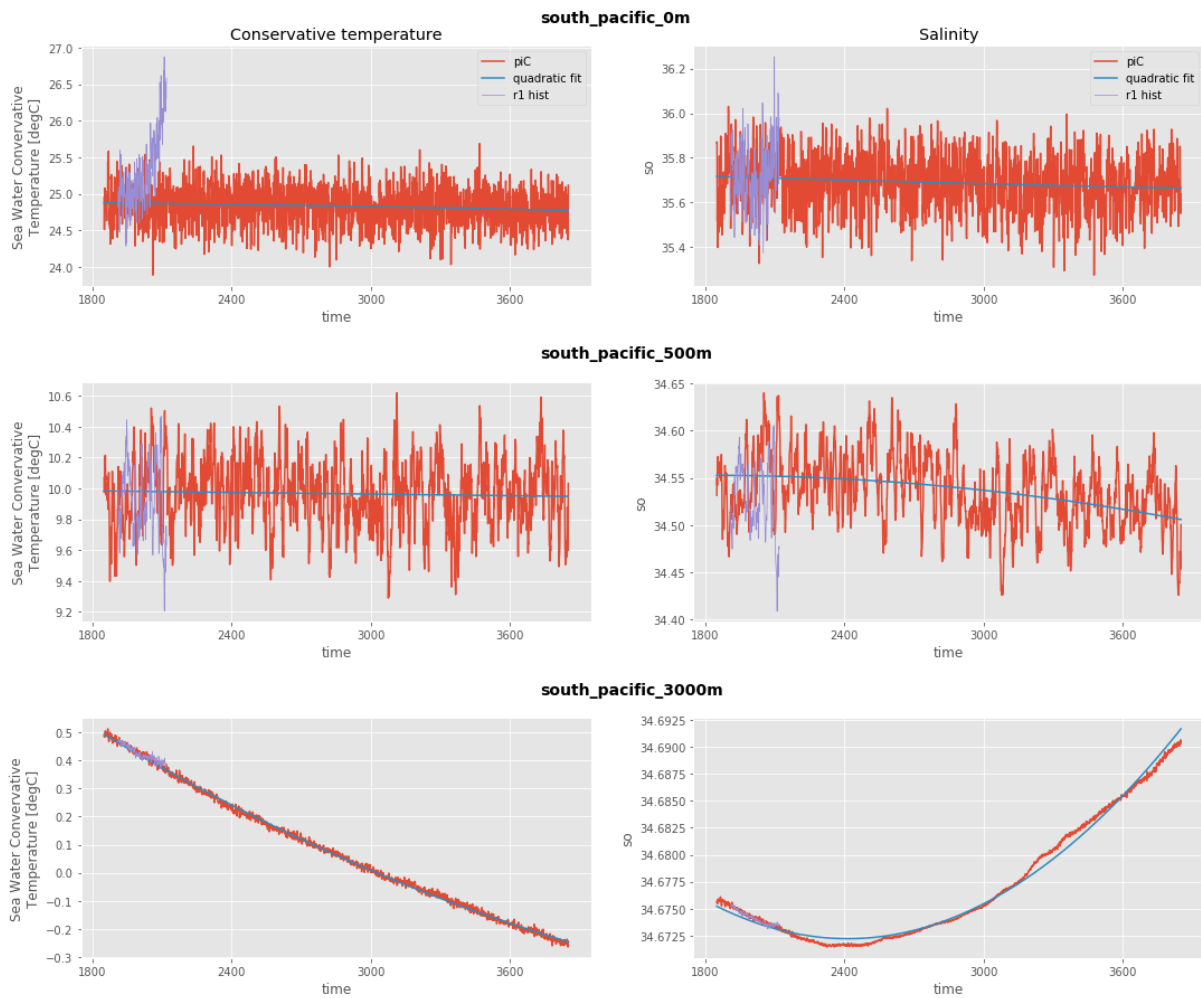 south_pacific_0m
Conservative temperature
Salinity
27.0
26.5
26.0
25.5
25.0
24.5
24.0
Sea Water Convervative
Temperature [degC]
piC
quadratic fit
r1 hist
1800
2400
3000
3600
time
36.2
36.0
35.8
35.6
35.4
so
piC
quadratic fit
r1 hist
1800
2400
3000
3600
time
south_pacific_500m
10.6
10.4
10.2
10.0
9.8
9.6
9.4
9.2
Sea Water Convervative
Temperature [degC]
1800
2400
3000
3600
time
34.65
34.60
34.55
34.50
34.45
34.40
so
1800
2400
3000
3600
time
south_pacific_3000m
0.5
0.4
0.3
0.2
0.1
0.0
−0.1
−0.2
−0.3
Sea Water Convervative
Temperature [degC]
1800
2400
3000
3600
time
34.6925
34.6900
34.6875
34.6850
34.6825
34.6800
34.6775
34.6750
34.6725
so
1800
2400
3000
3600
time